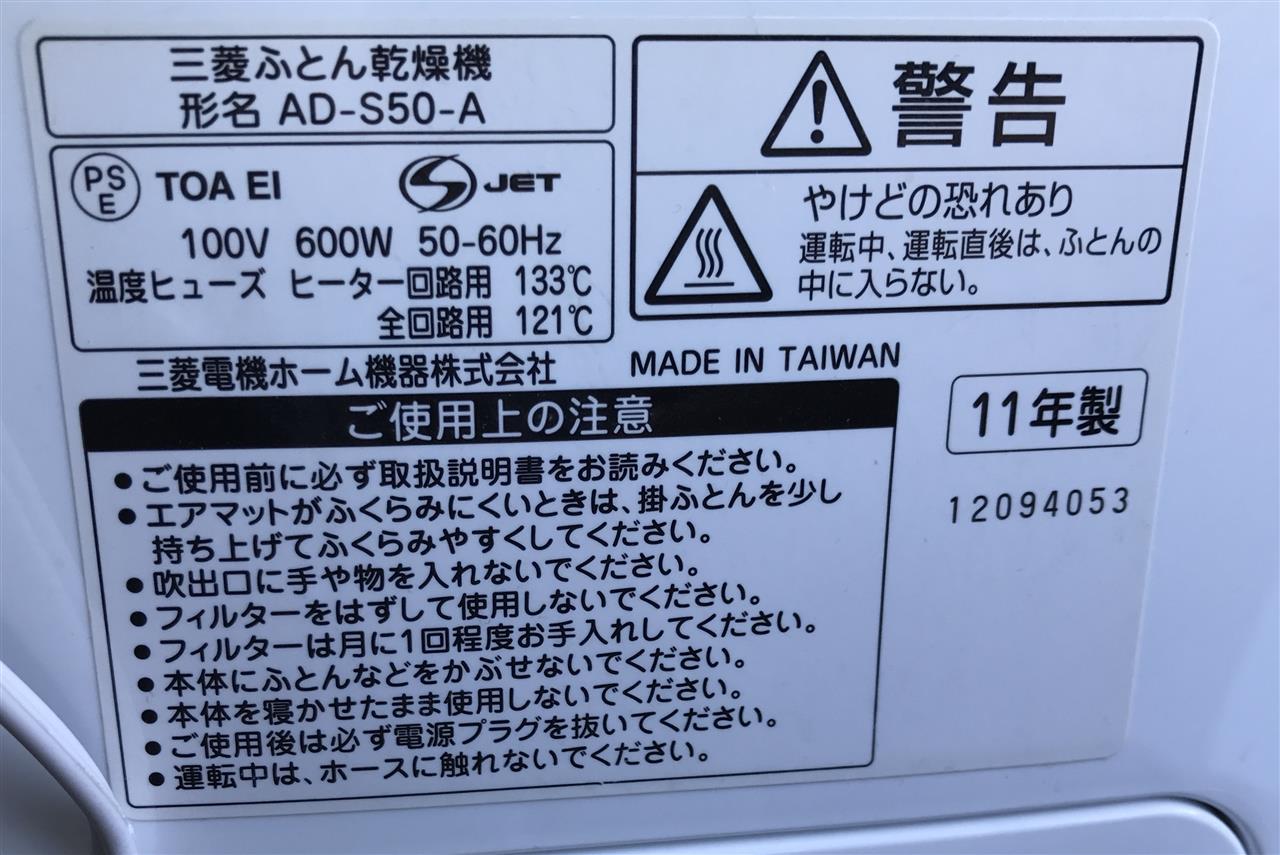 三菱ふとん乾燥機
形名 AD-S50-A
PS
E
TOA EI
JET
100V 600W 50-60Hz
温度ヒューズ ヒーター回路用 133℃
全回路用 121℃
三菱電機ホーム機器株式会社
警告
やけどの恐れあり
運転中、運転直後は、ふとんの
中に入らない。
MADE IN TAIWAN
11年製
12094053
ご使用上の注意
●ご使用前に必ず取扱説明書をお読みください。
●エアマットがふくらみにくいときは、掛ふとんを少し
持ち上げてふくらみやすくしてください。
●吹出口に手や物を入れないでください。
●フィルターをはずして使用しないでください。
●フィルターは月に1回程度お手入れしてください。
●本体にふとんなどをかぶせないでください。
●本体を寝かせたまま使用しないでください。
●ご使用後は必ず電源プラグを抜いてください。
●運転中は、ホースに触れないでください。